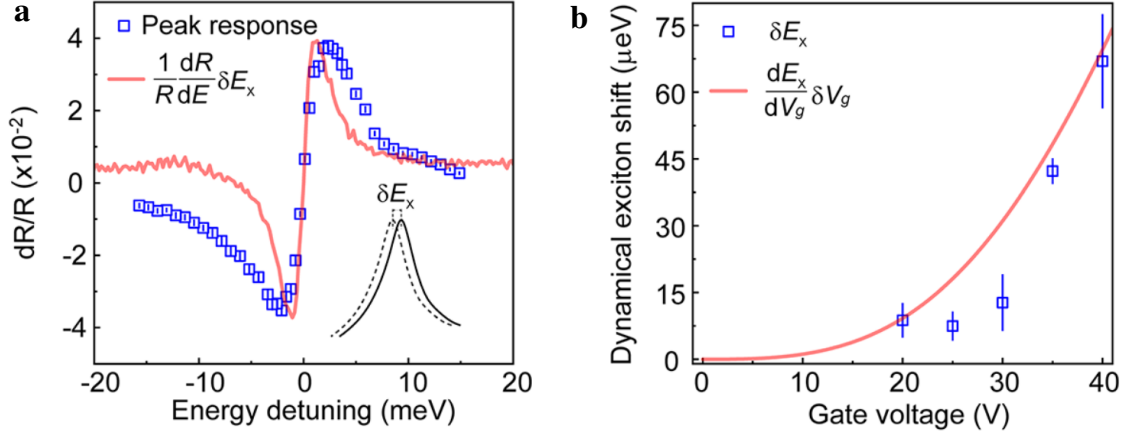 a
Peak response
1/R dR/dE δEx
dR/R (x10-2)
4
2
0
-2
-4
δEx
-20 -10 0 10 20
Energy detuning (meV)
b
δEx
dEx/dVg δVg
Dynamical exciton shift (µeV)
75
60
45
30
15
0
0 10 20 30 40
Gate voltage (V)